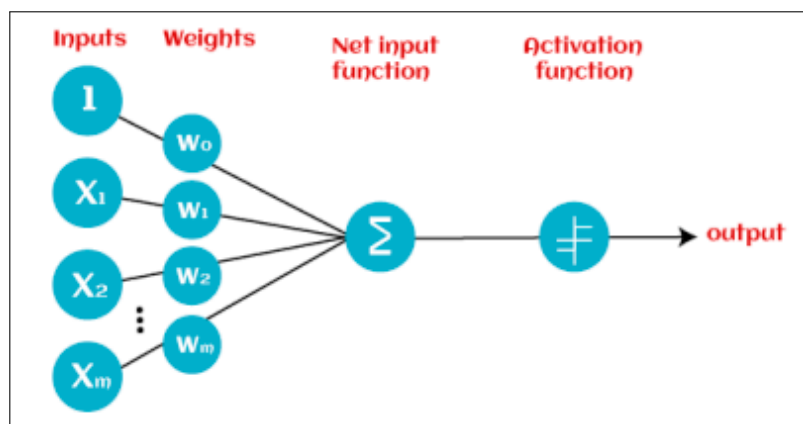 Inputs
Weights
Net input
function
Activation
function
1
X1
X2
Xm
W0
W1
W2
Wm
Σ
output